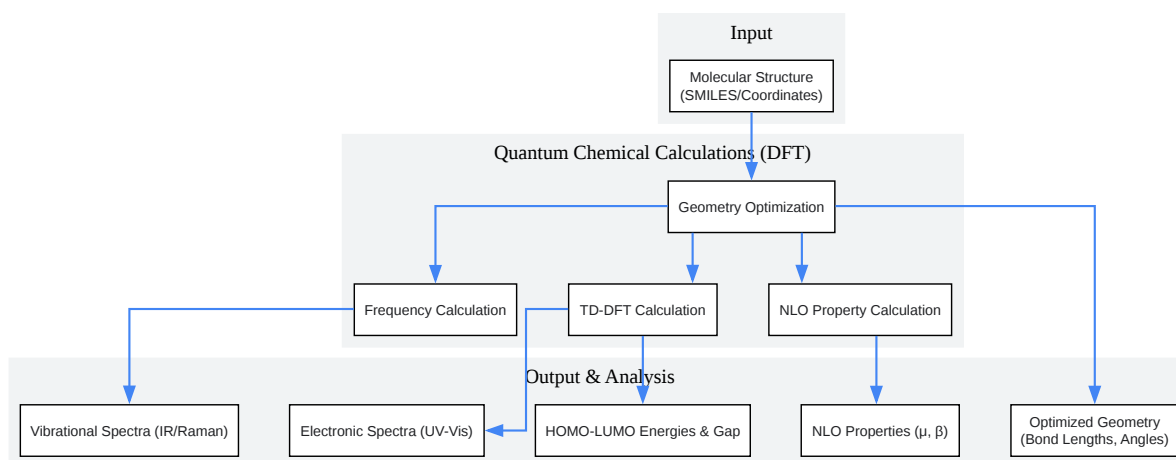 Input
Molecular Structure
(SMILES/Coordinates)
Quantum Chemical Calculations (DFT)
Geometry Optimization
Frequency Calculation
TD-DFT Calculation
NLO Property Calculation
Output & Analysis
Vibrational Spectra (IR/Raman)
Electronic Spectra (UV-Vis)
HOMO-LUMO Energies & Gap
NLO Properties (μ, β)
Optimized Geometry
(Bond Lengths, Angles)